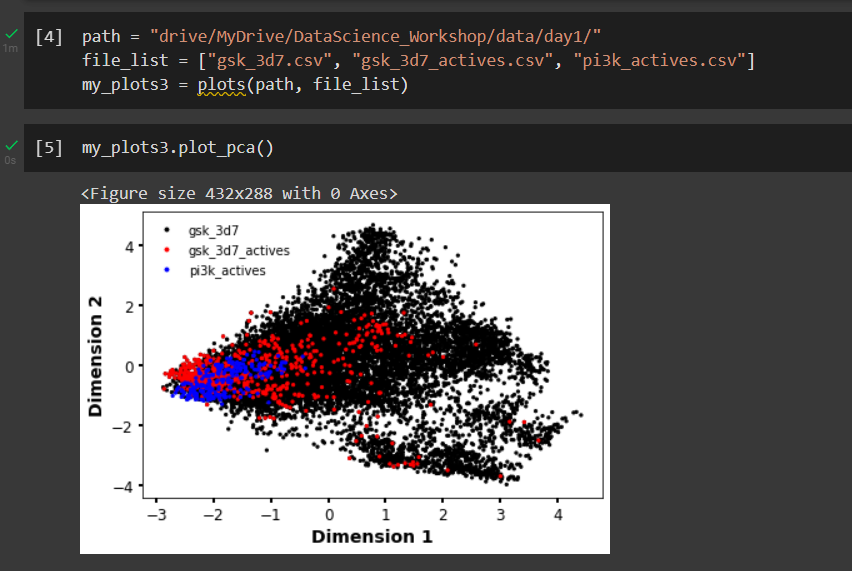 [4] path = "drive/MyDrive/DataScience_Workshop/data/day1/"
1m
file_list = ["gsk_3d7.csv", "gsk_3d7_actives.csv", "pi3k_actives.csv"]
my_plots3 = plots(path, file_list)
[5] my_plots3.plot_pca()
0s
<Figure size 432x288 with 0 Axes>
gsk_3d7
gsk_3d7_actives
pi3k_actives
4
2
0
−2
−4
Dimension 2
−3 −2 −1 0 1 2 3 4
Dimension 1